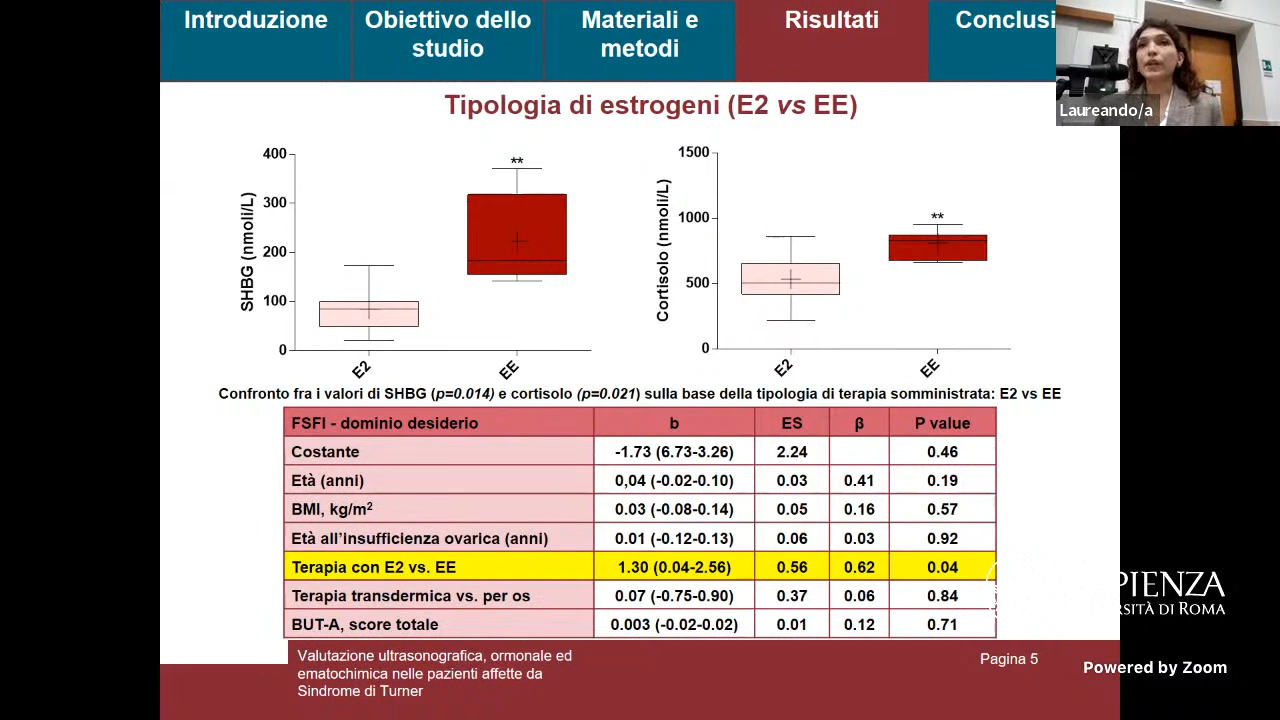 Introduzione
Obiettivo dello
studio
Materiali e
metodi
Risultati
Conclusi
Laureando/a
Tipologia di estrogeni (E2 vs EE)
400
300
200
100
0
SHBG (nmoli/L)
**
E2
EE
1500
1000
500
0
Cortisolo (nmoli/L)
**
E2
EE
Confronto fra i valori di SHBG (p=0.014) e cortisolo (p=0.021) sulla base della tipologia di terapia somministrata: E2 vs EE
FSFI - dominio desiderio b ES β P value
Costante -1.73 (6.73-3.26) 2.24 0.46
Età (anni) 0,04 (-0.02-0.10) 0.03 0.41 0.19
BMI, kg/m² 0.03 (-0.08-0.14) 0.05 0.16 0.57
Età all’insufficienza ovarica (anni) 0.01 (-0.12-0.13) 0.06 0.03 0.92
Terapia con E2 vs. EE 1.30 (0.04-2.56) 0.56 0.62 0.04
Terapia transdermica vs. per os 0.07 (-0.75-0.90) 0.37 0.06 0.84
BUT-A, score totale 0.003 (-0.02-0.02) 0.01 0.12 0.71
PIENZA
RSITÀ DI ROMA
Valutazione ultrasonografica, ormonale ed
ematochimica nelle pazienti affette da
Sindrome di Turner
Pagina 5
Powered by Zoom